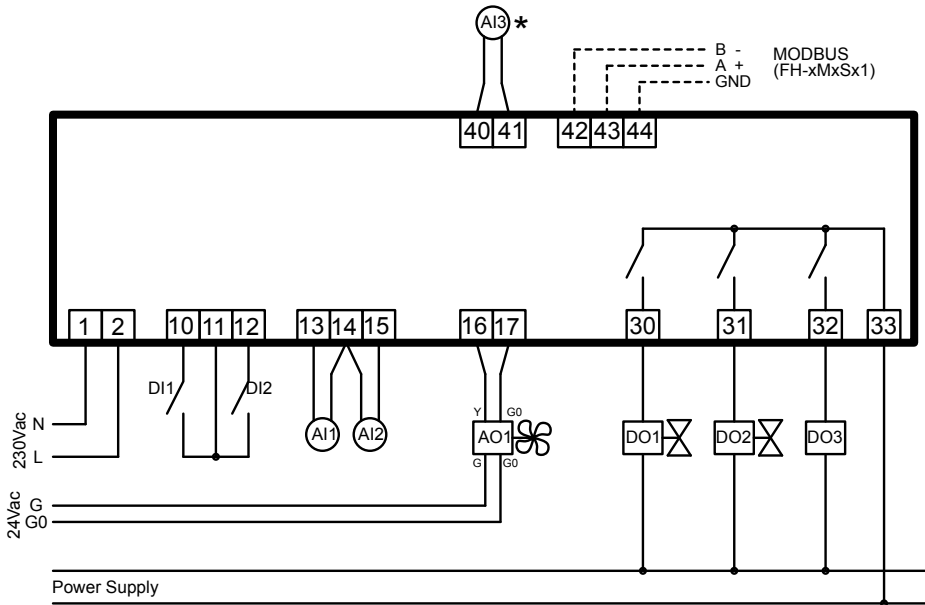 AI3 *
B -
A +
GND
MODBUS
(FH-xMxSx1)
40 41 42 43 44
1 2 10 11 12 13 14 15 16 17 30 31 32 33
DI1 DI2
AI1 AI2
Y G0
AO1
G G0
DO1 DO2 DO3
230Vac
N
L
24Vac
G
G0
Power Supply